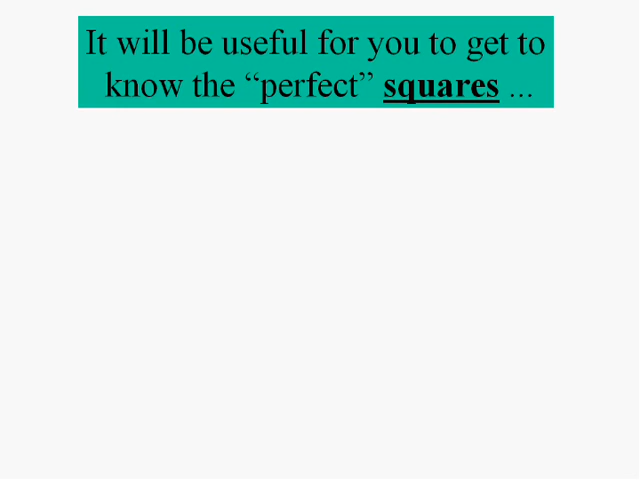 It will be useful for you to get to
know the “perfect” squares ...